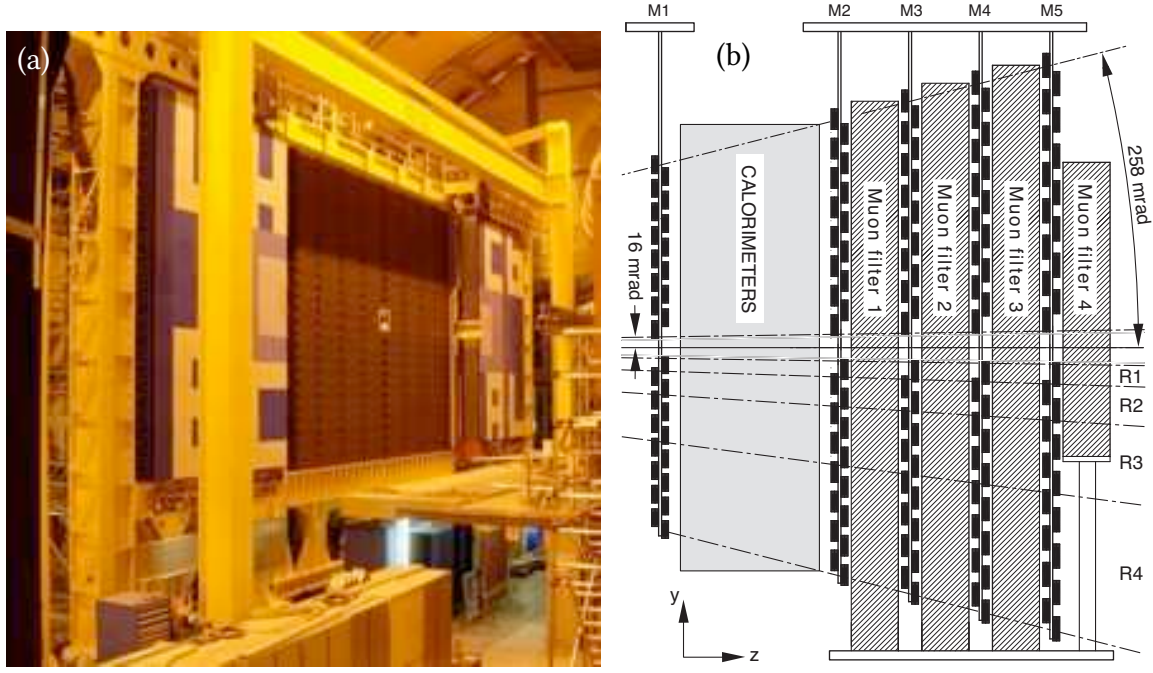 (a)
M1
M2
M3
M4
M5
(b)
258 mrad
16 mrad
CALORIMETERS
Muon filter 1
Muon filter 2
Muon filter 3
Muon filter 4
R1
R2
R3
R4
y
z